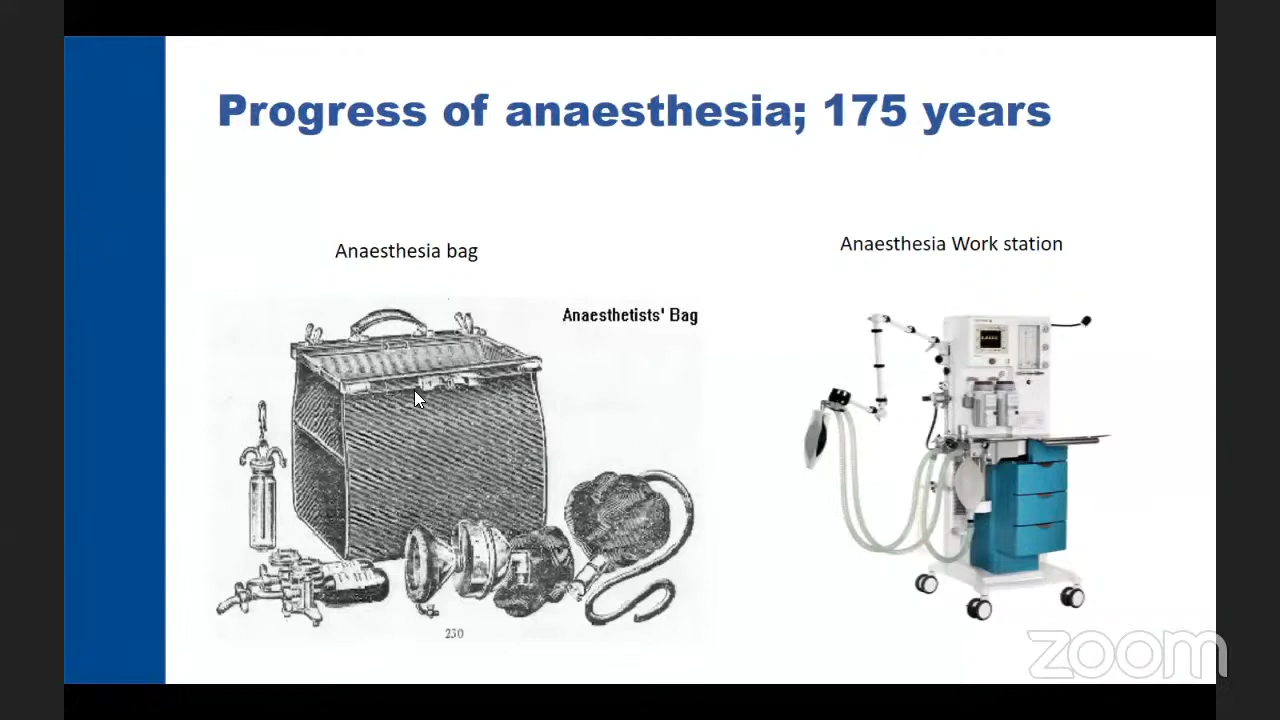 Progress of anaesthesia; 175 years
Anaesthesia bag
Anaesthesia Work station
Anaesthetists' Bag
230
zoom